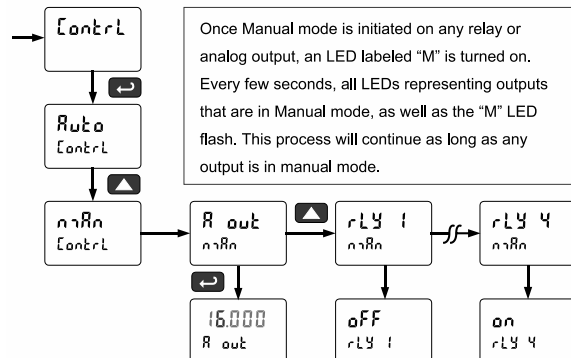 Contrl
Once Manual mode is initiated on any relay or
analog output, an LED labeled “M” is turned on.
Every few seconds, all LEDs representing outputs
that are in Manual mode, as well as the “M” LED
flash. This process will continue as long as any
output is in manual mode.
Auto
Contrl
mAn
Contrl
A out
mAn
rLY 1
mAn
rLY 4
mAn
16.000
A out
oFF
rLY 1
on
rLY 4